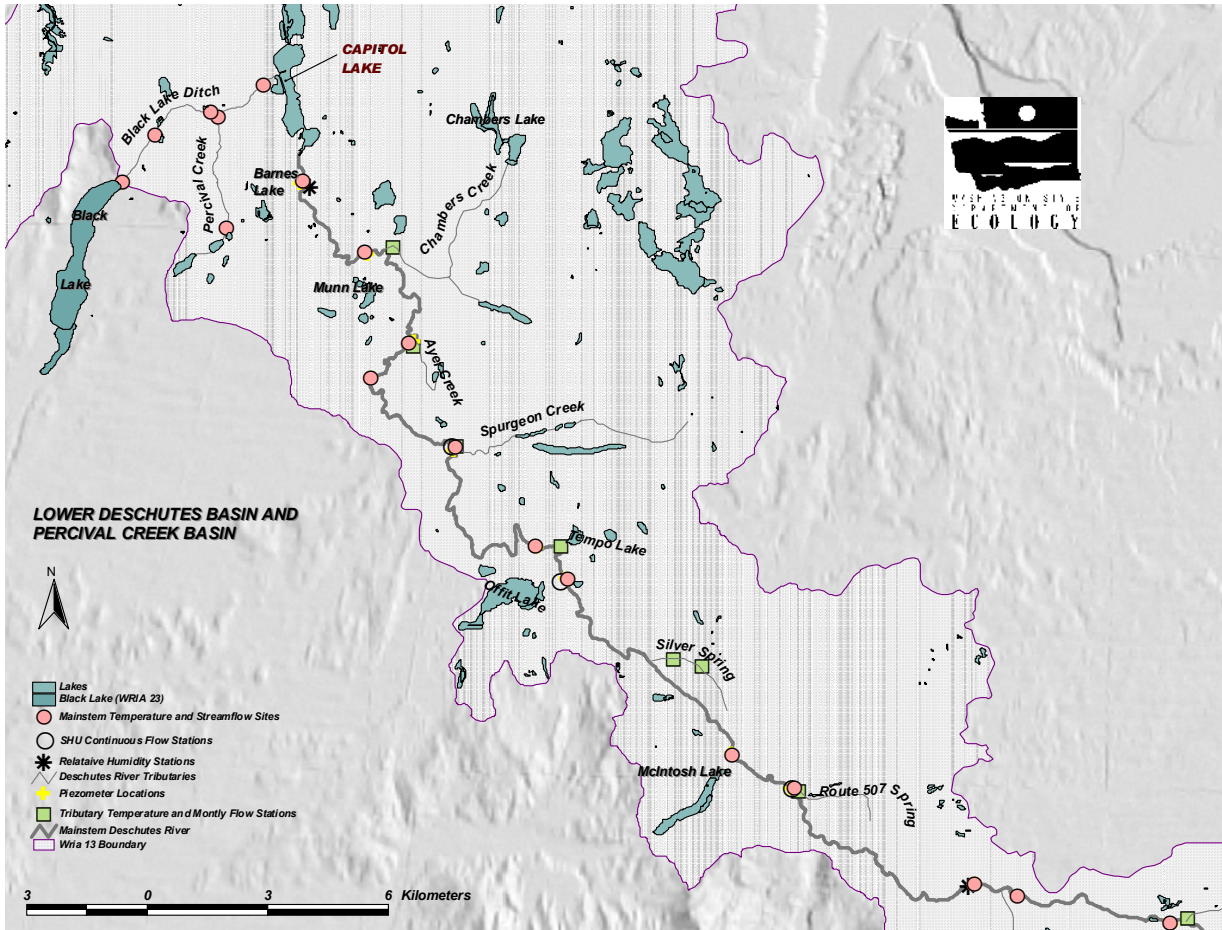 CAPITOL
LAKE
Black Lake Ditch
Chambers Lake
Percival Creek
Barnes
Lake
Chambers Creek
Black
Lake
Munn Lake
Ayer Creek
Spurgeon Creek
ECOLOGY
LOWER DESCHUTES BASIN AND
PERCIVAL CREEK BASIN
Tempo Lake
Offit Lake
N
Silver Spring
McIntosh Lake
Route 507 Spring
Lakes
Black Lake (WRIA 23)
Mainstem Temperature and Streamflow Sites
SHU Continuous Flow Stations
Relataive Humidity Stations
Deschutes River Tributaries
Piezometer Locations
Tributary Temperature and Montly Flow Stations
Mainstem Deschutes River
Wria 13 Boundary
3 0 3 6 Kilometers